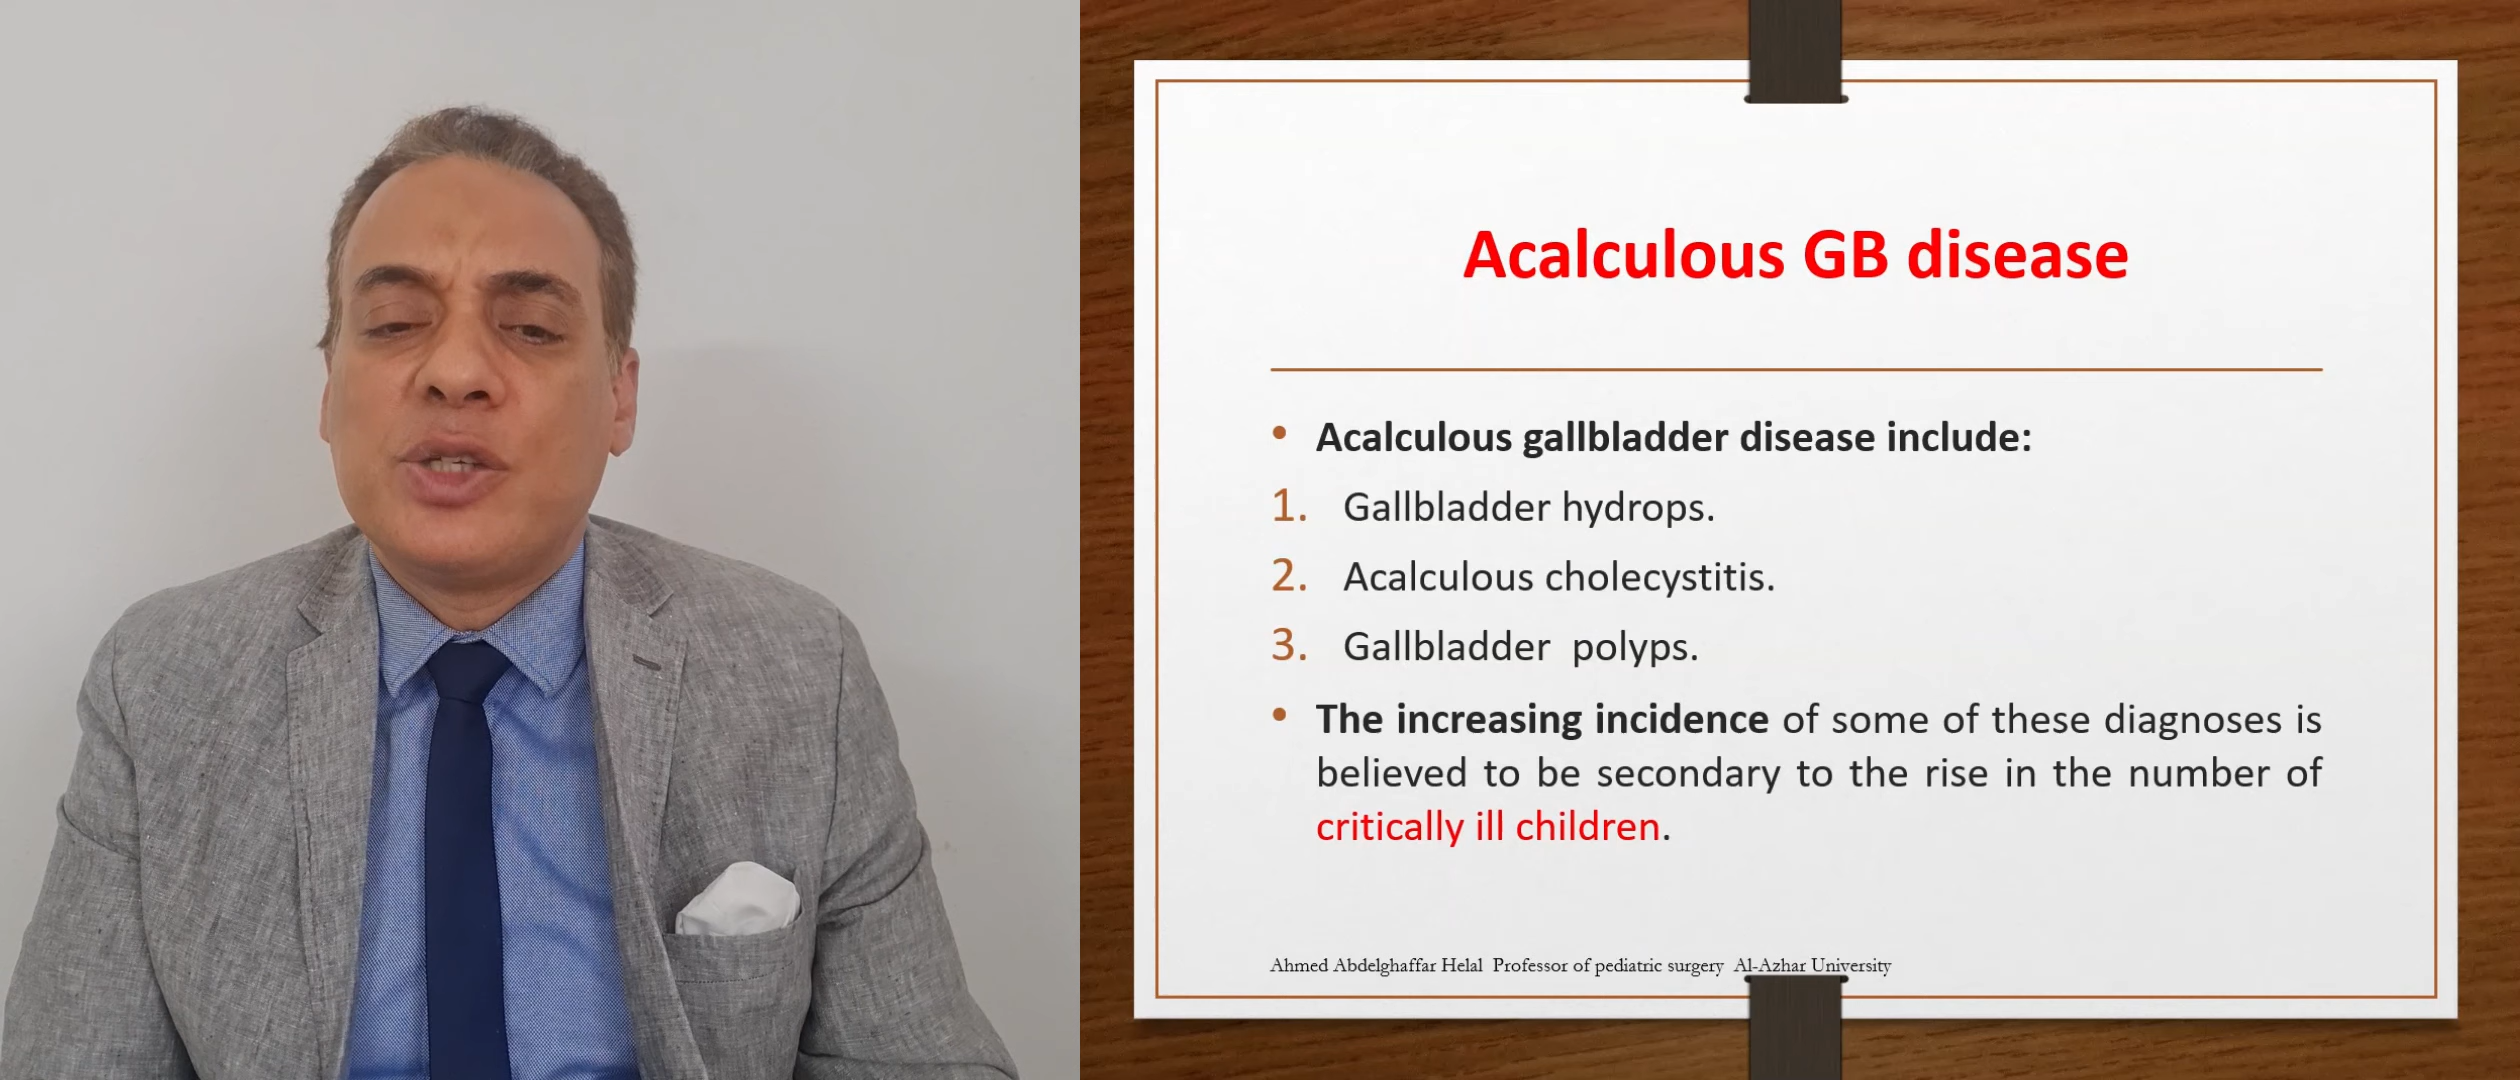 Acalculous GB disease
• Acalculous gallbladder disease include:
1. Gallbladder hydrops.
2. Acalculous cholecystitis.
3. Gallbladder polyps.
• The increasing incidence of some of these diagnoses is
believed to be secondary to the rise in the number of
critically ill children.
Ahmed Abdelghaffar Helal Professor of pediatric surgery Al-Azhar University